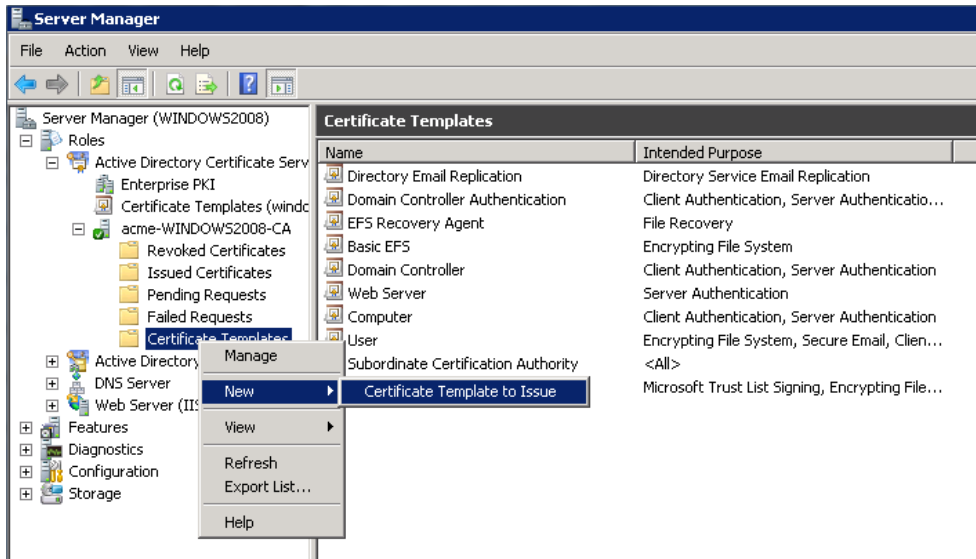 Server Manager
File Action View Help
Server Manager (WINDOWS2008)
Roles
Active Directory Certificate Serv
Enterprise PKI
Certificate Templates (windo
acme-WINDOWS2008-CA
Revoked Certificates
Issued Certificates
Pending Requests
Failed Requests
Certificate Templates
Active Directory
DNS Server
Web Server (IIS
Features
Diagnostics
Configuration
Storage
Manage
New
View
Refresh
Export List...
Help
Certificate Template to Issue
Certificate Templates
Name Intended Purpose
Directory Email Replication Directory Service Email Replication
Domain Controller Authentication Client Authentication, Server Authenticatio...
EFS Recovery Agent File Recovery
Basic EFS Encrypting File System
Domain Controller Client Authentication, Server Authentication
Web Server Server Authentication
Computer Client Authentication, Server Authentication
User Encrypting File System, Secure Email, Clien...
Subordinate Certification Authority <All>
Microsoft Trust List Signing, Encrypting File...